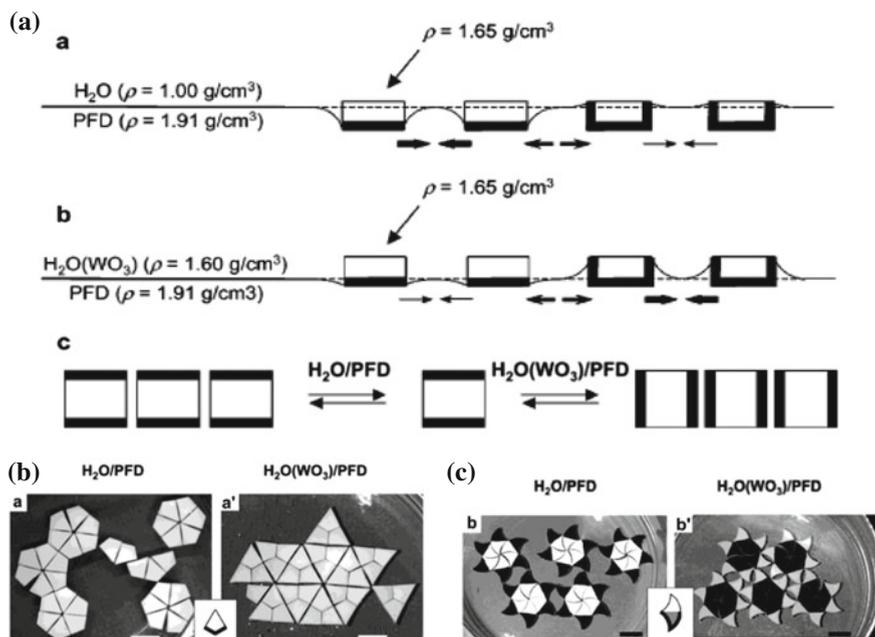 (a)
a
ρ = 1.65 g/cm³
H₂O (ρ = 1.00 g/cm³)
PFD (ρ = 1.91 g/cm³)
b
ρ = 1.65 g/cm³
H₂O(WO₃) (ρ = 1.60 g/cm³)
PFD (ρ = 1.91 g/cm3)
c
H₂O/PFD
H₂O(WO₃)/PFD
(b)
H₂O/PFD
H₂O(WO₃)/PFD
a
a'
(c)
H₂O/PFD
H₂O(WO₃)/PFD
b
b'